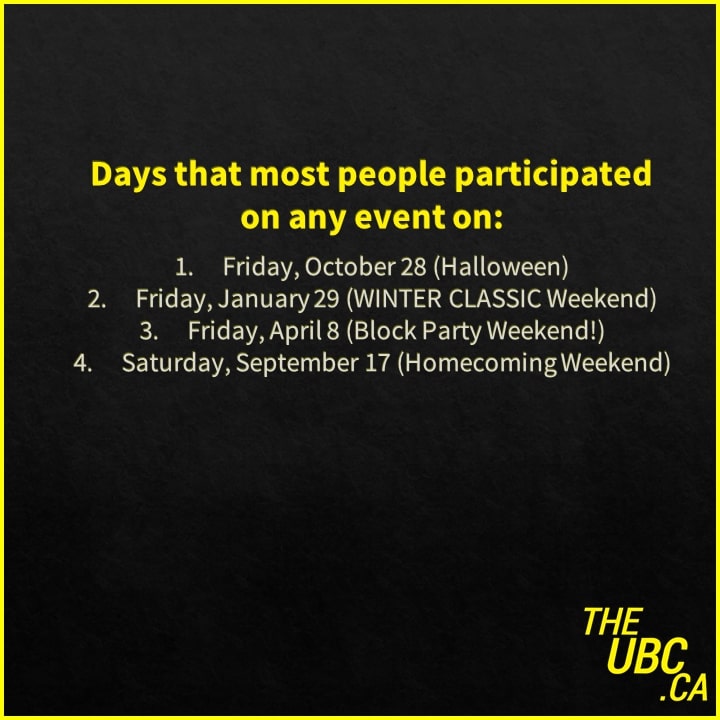 Days that most people participated
on any event on:
1. Friday, October 28 (Halloween)
2. Friday, January 29 (WINTER CLASSIC Weekend)
3. Friday, April 8 (Block Party Weekend!)
4. Saturday, September 17 (Homecoming Weekend)
THE
UBC
.CA